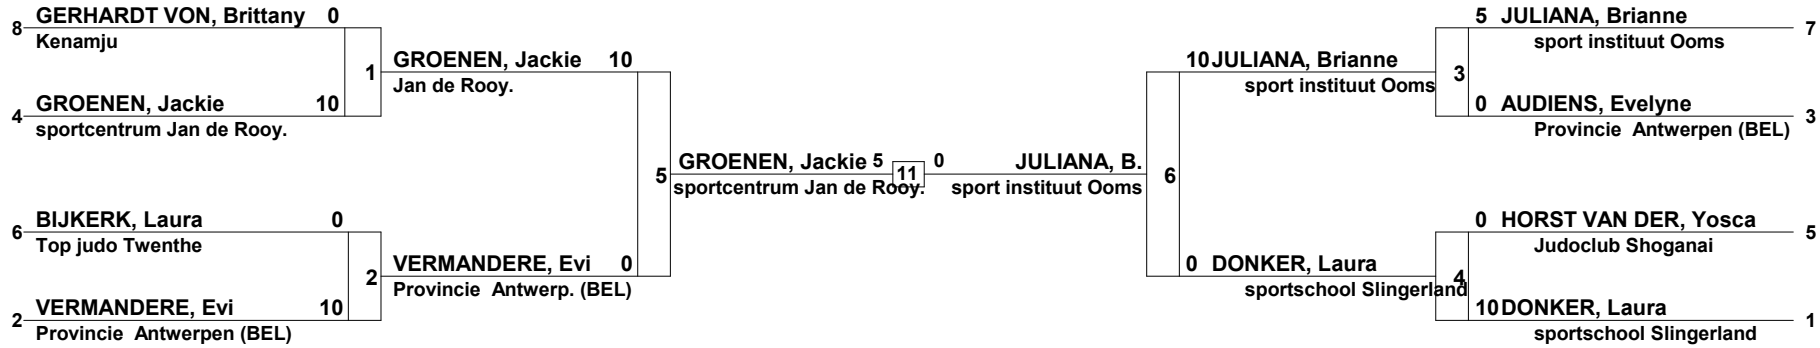 GERHARDT VON, Brittany 0
8
Kenamju
1
GROENEN, Jackie 10
Jan de Rooy.
GROENEN, Jackie 10
4
sportcentrum Jan de Rooy.
5
GROENEN, Jackie 5
sportcentrum Jan de Rooy.
BIJKERK, Laura 0
6
Top judo Twenthe
2
VERMANDERE, Evi 0
Provincie Antwerp. (BEL)
VERMANDERE, Evi 10
2
Provincie Antwerpen (BEL)
11
0 JULIANA, B.
sport instituut Ooms
6
10 JULIANA, Brianne
sport instituut Ooms
3
5 JULIANA, Brianne
7
sport instituut Ooms
0 AUDIENS, Evelyne
3
Provincie Antwerpen (BEL)
0 DONKER, Laura
sportschool Slingerland
4
0 HORST VAN DER, Yosca
5
Judoclub Shoganai
10 DONKER, Laura
1
sportschool Slingerland